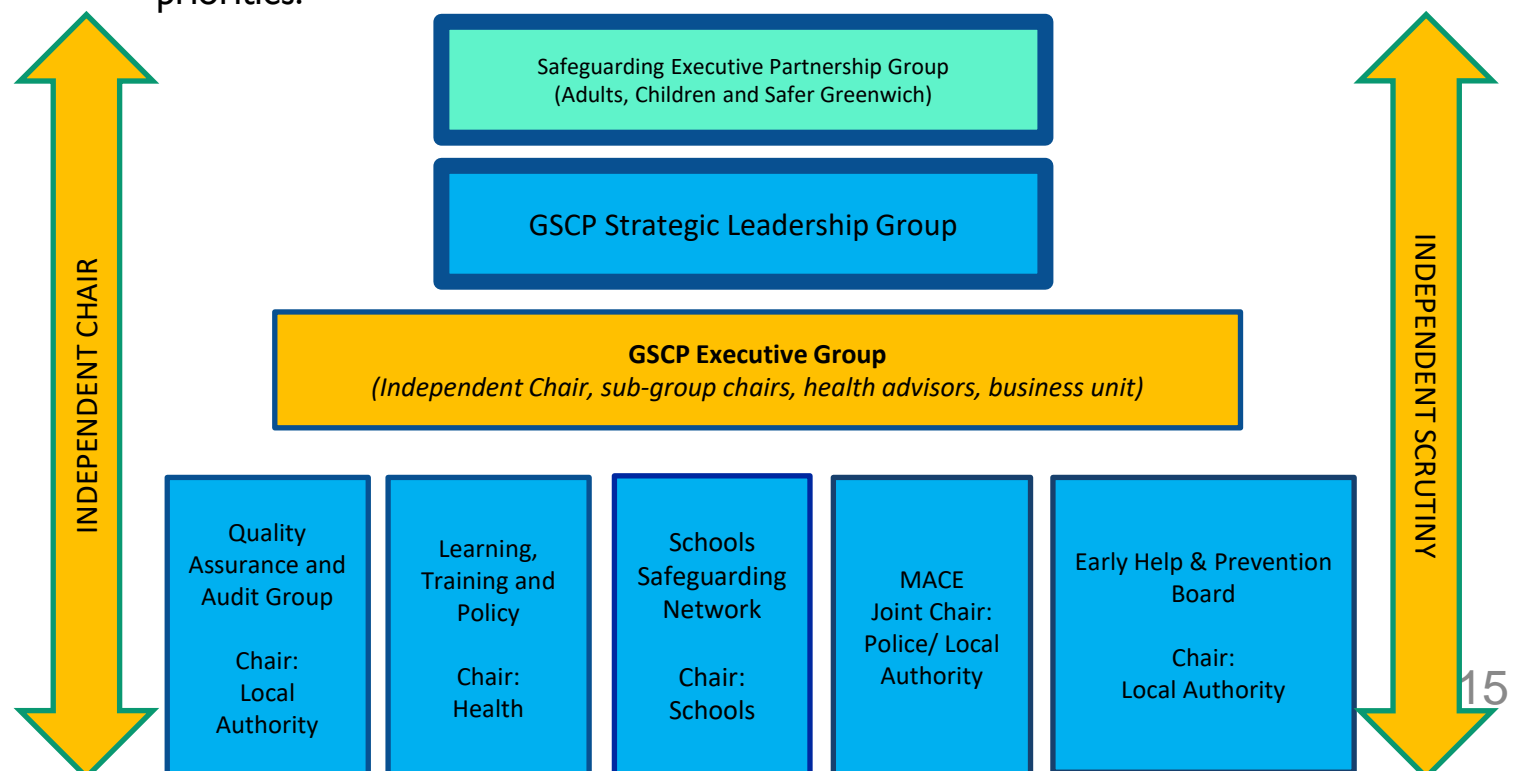 priorities.
Safeguarding Executive Partnership Group
(Adults, Children and Safer Greenwich)
GSCP Strategic Leadership Group
INDEPENDENT CHAIR
INDEPENDENT SCRUTINY
GSCP Executive Group
(Independent Chair, sub-group chairs, health advisors, business unit)
Quality
Assurance and
Audit Group
Chair:
Local
Authority
Learning,
Training and
Policy
Chair:
Health
Schools
Safeguarding
Network
Chair:
Schools
MACE
Joint Chair:
Police/ Local
Authority
Early Help & Prevention
Board
Chair:
Local Authority
15